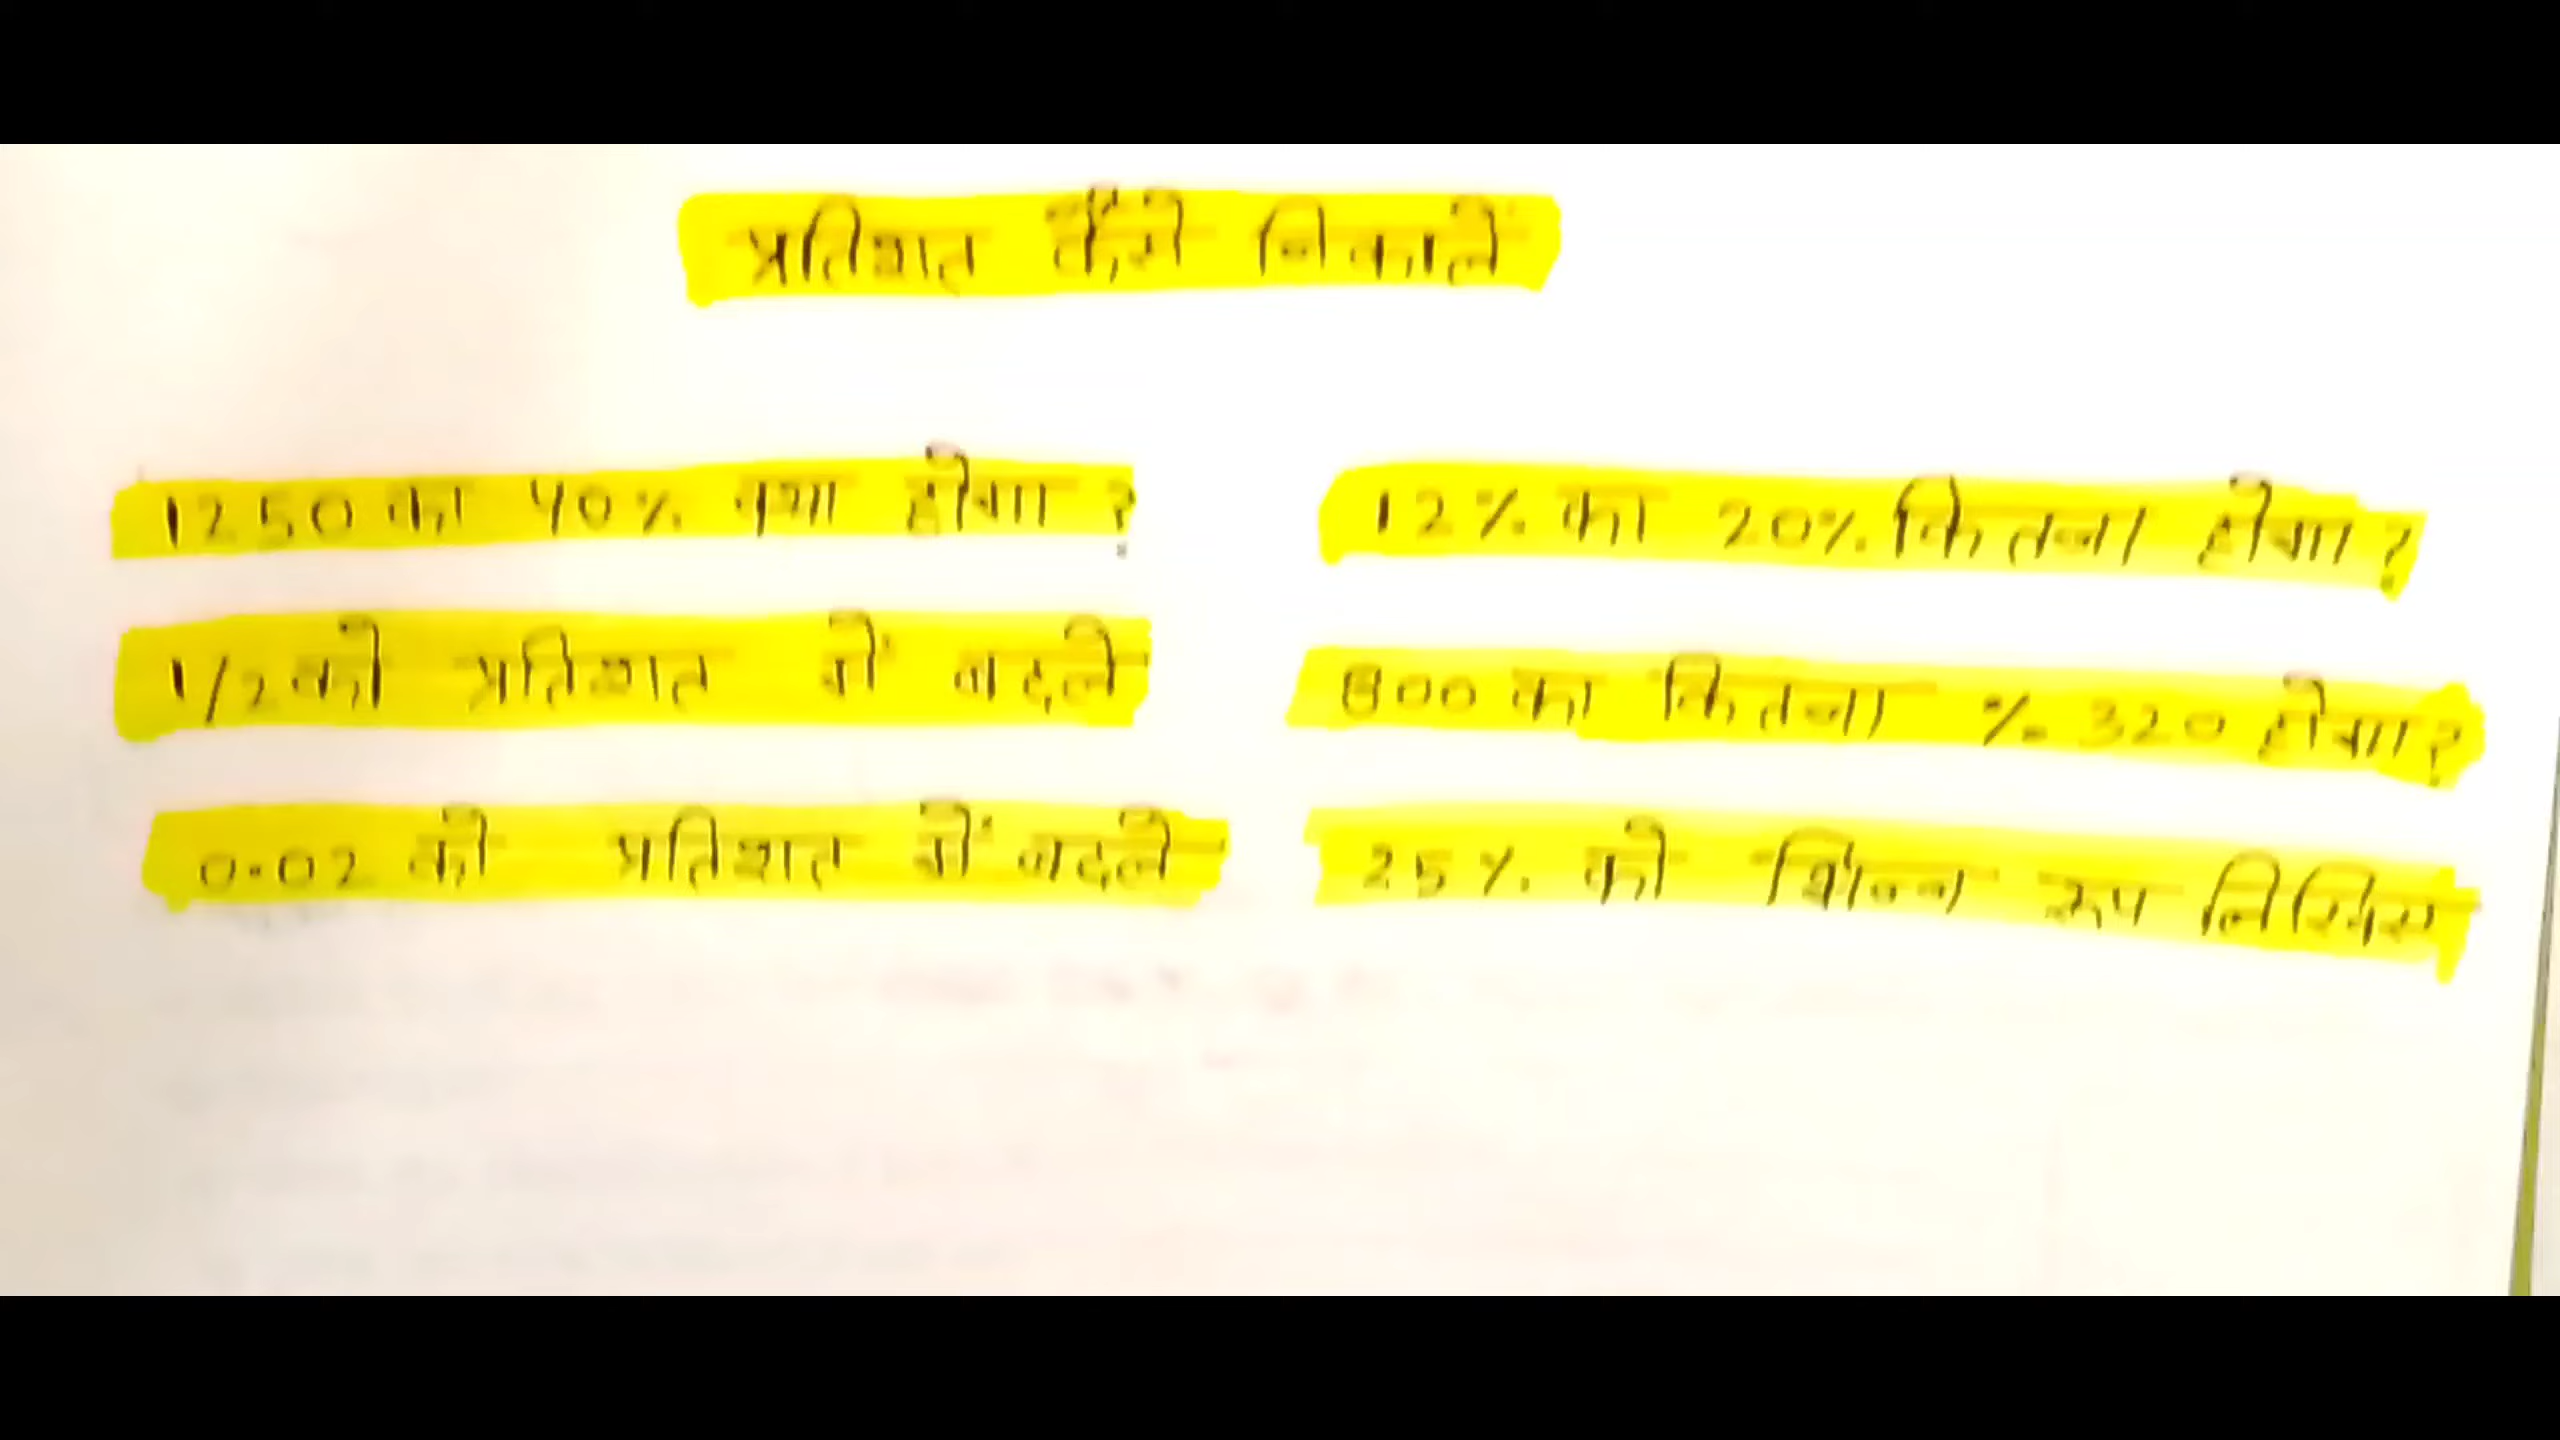 प्रतिशत कैसे निकाले
1250 का 40% क्या होगा ?
1/2 को प्रतिशत में बदले
0.02 को प्रतिशत में बदले
12% का 20% कितना होगा ?
800 का कितना % 320 होगा ?
25% को भिन्न रूप लिखिए